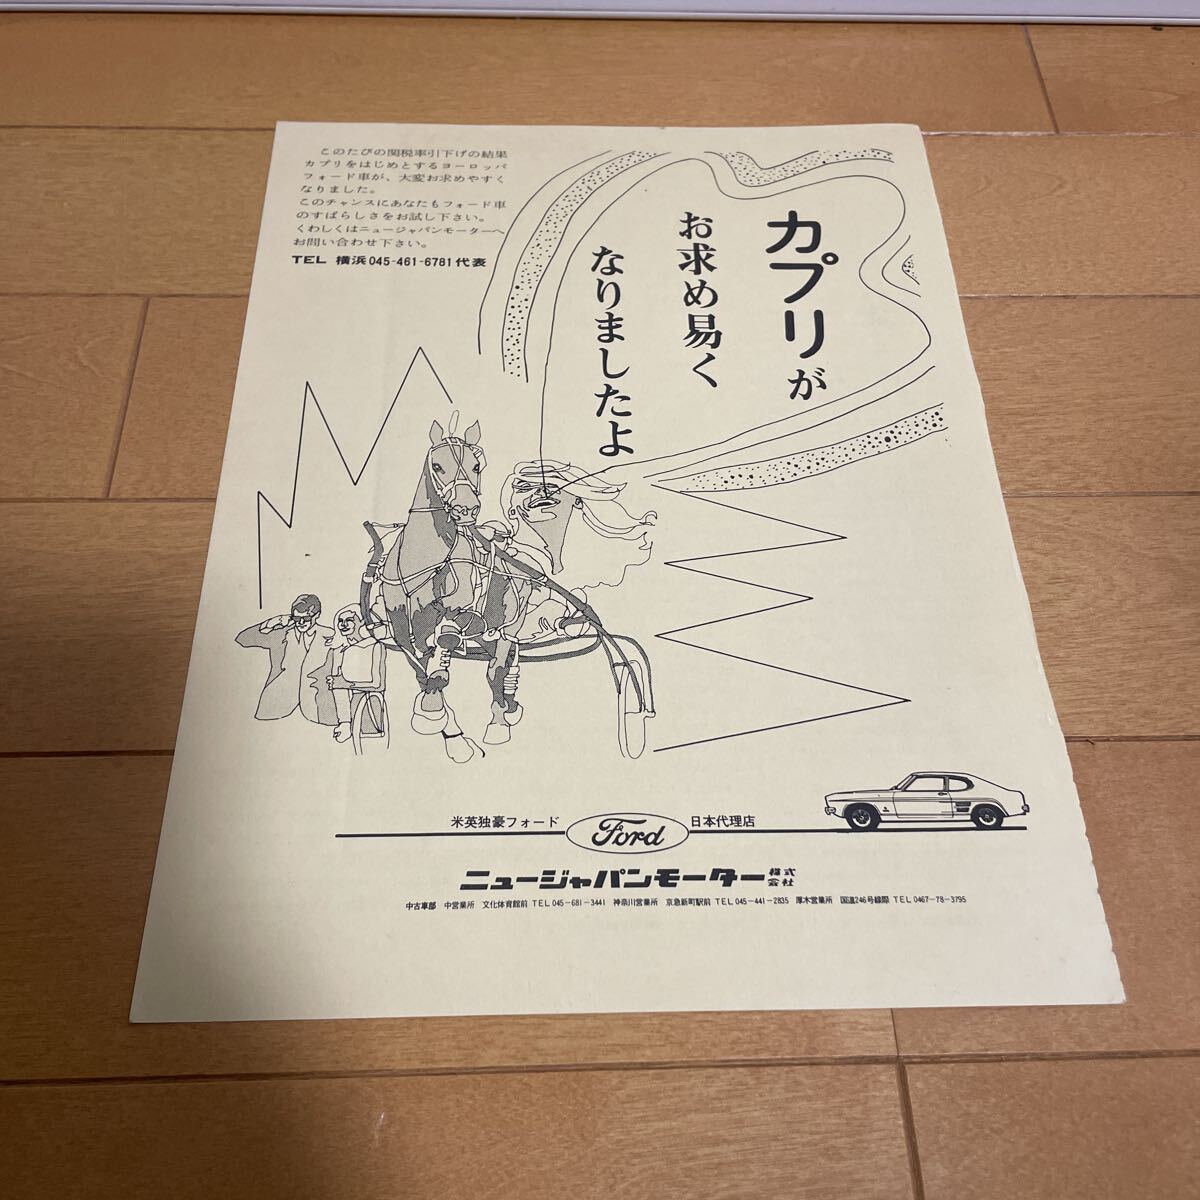 このたびの関税率引下げの結果
カプリをはじめとするヨーロッパ
フォード車が、大変お求めやすく
なりました。
このチャンスにあなたもフォード車
のすばらしさをお試し下さい。
くわしくはニュージャパンモーターへ
お問い合わせ下さい。
TEL 横浜045-461-6781代表
カプリが
お求め易く
なりましたよ
米英独豪フォード
Ford
日本代理店
ニュージャパンモーター株式会社
中古車部 中営業所 文化体育館前 TEL 045-681-3441 神奈川営業所 京急新町駅前 TEL 045-441-2835 厚木営業所 国道246号線際 TEL 0467-78-3795